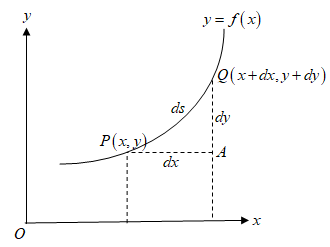 y
y = f(x)
Q(x+dx, y+dy)
ds
dy
P(x, y)
dx
A
O
x